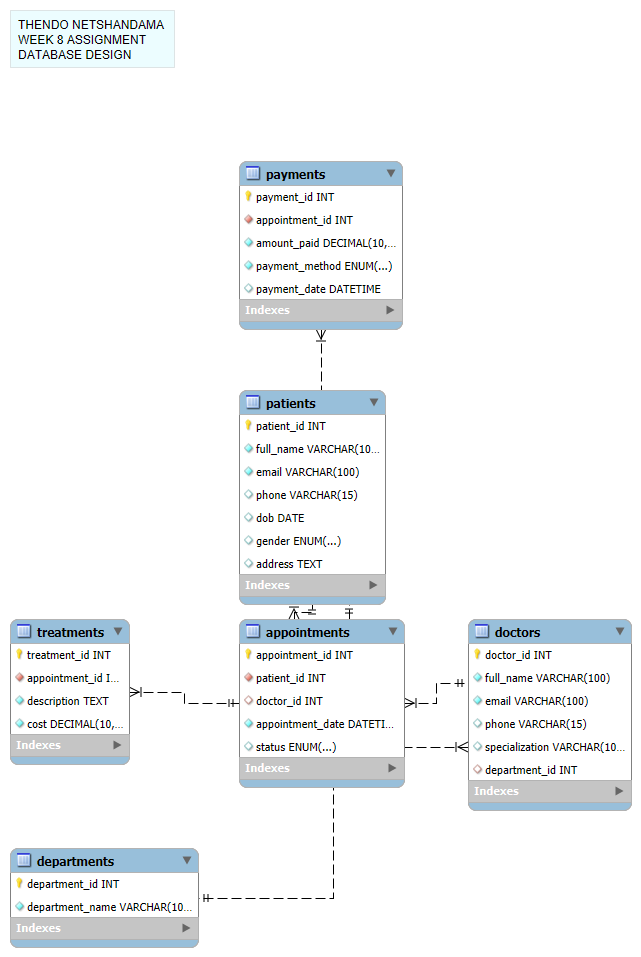 THENDO NETSHANDAMA
WEEK 8 ASSIGNMENT
DATABASE DESIGN
payments
payment_id INT
appointment_id INT
amount_paid DECIMAL(10,...
payment_method ENUM(...)
payment_date DATETIME
Indexes
patients
patient_id INT
full_name VARCHAR(10...
email VARCHAR(100)
phone VARCHAR(15)
dob DATE
gender ENUM(...)
address TEXT
Indexes
treatments
treatment_id INT
appointment_id I...
description TEXT
cost DECIMAL(10,...
Indexes
appointments
appointment_id INT
patient_id INT
doctor_id INT
appointment_date DATETI...
status ENUM(...)
Indexes
doctors
doctor_id INT
full_name VARCHAR(100)
email VARCHAR(100)
phone VARCHAR(15)
specialization VARCHAR(10...
department_id INT
Indexes
departments
department_id INT
department_name VARCHAR(10...
Indexes